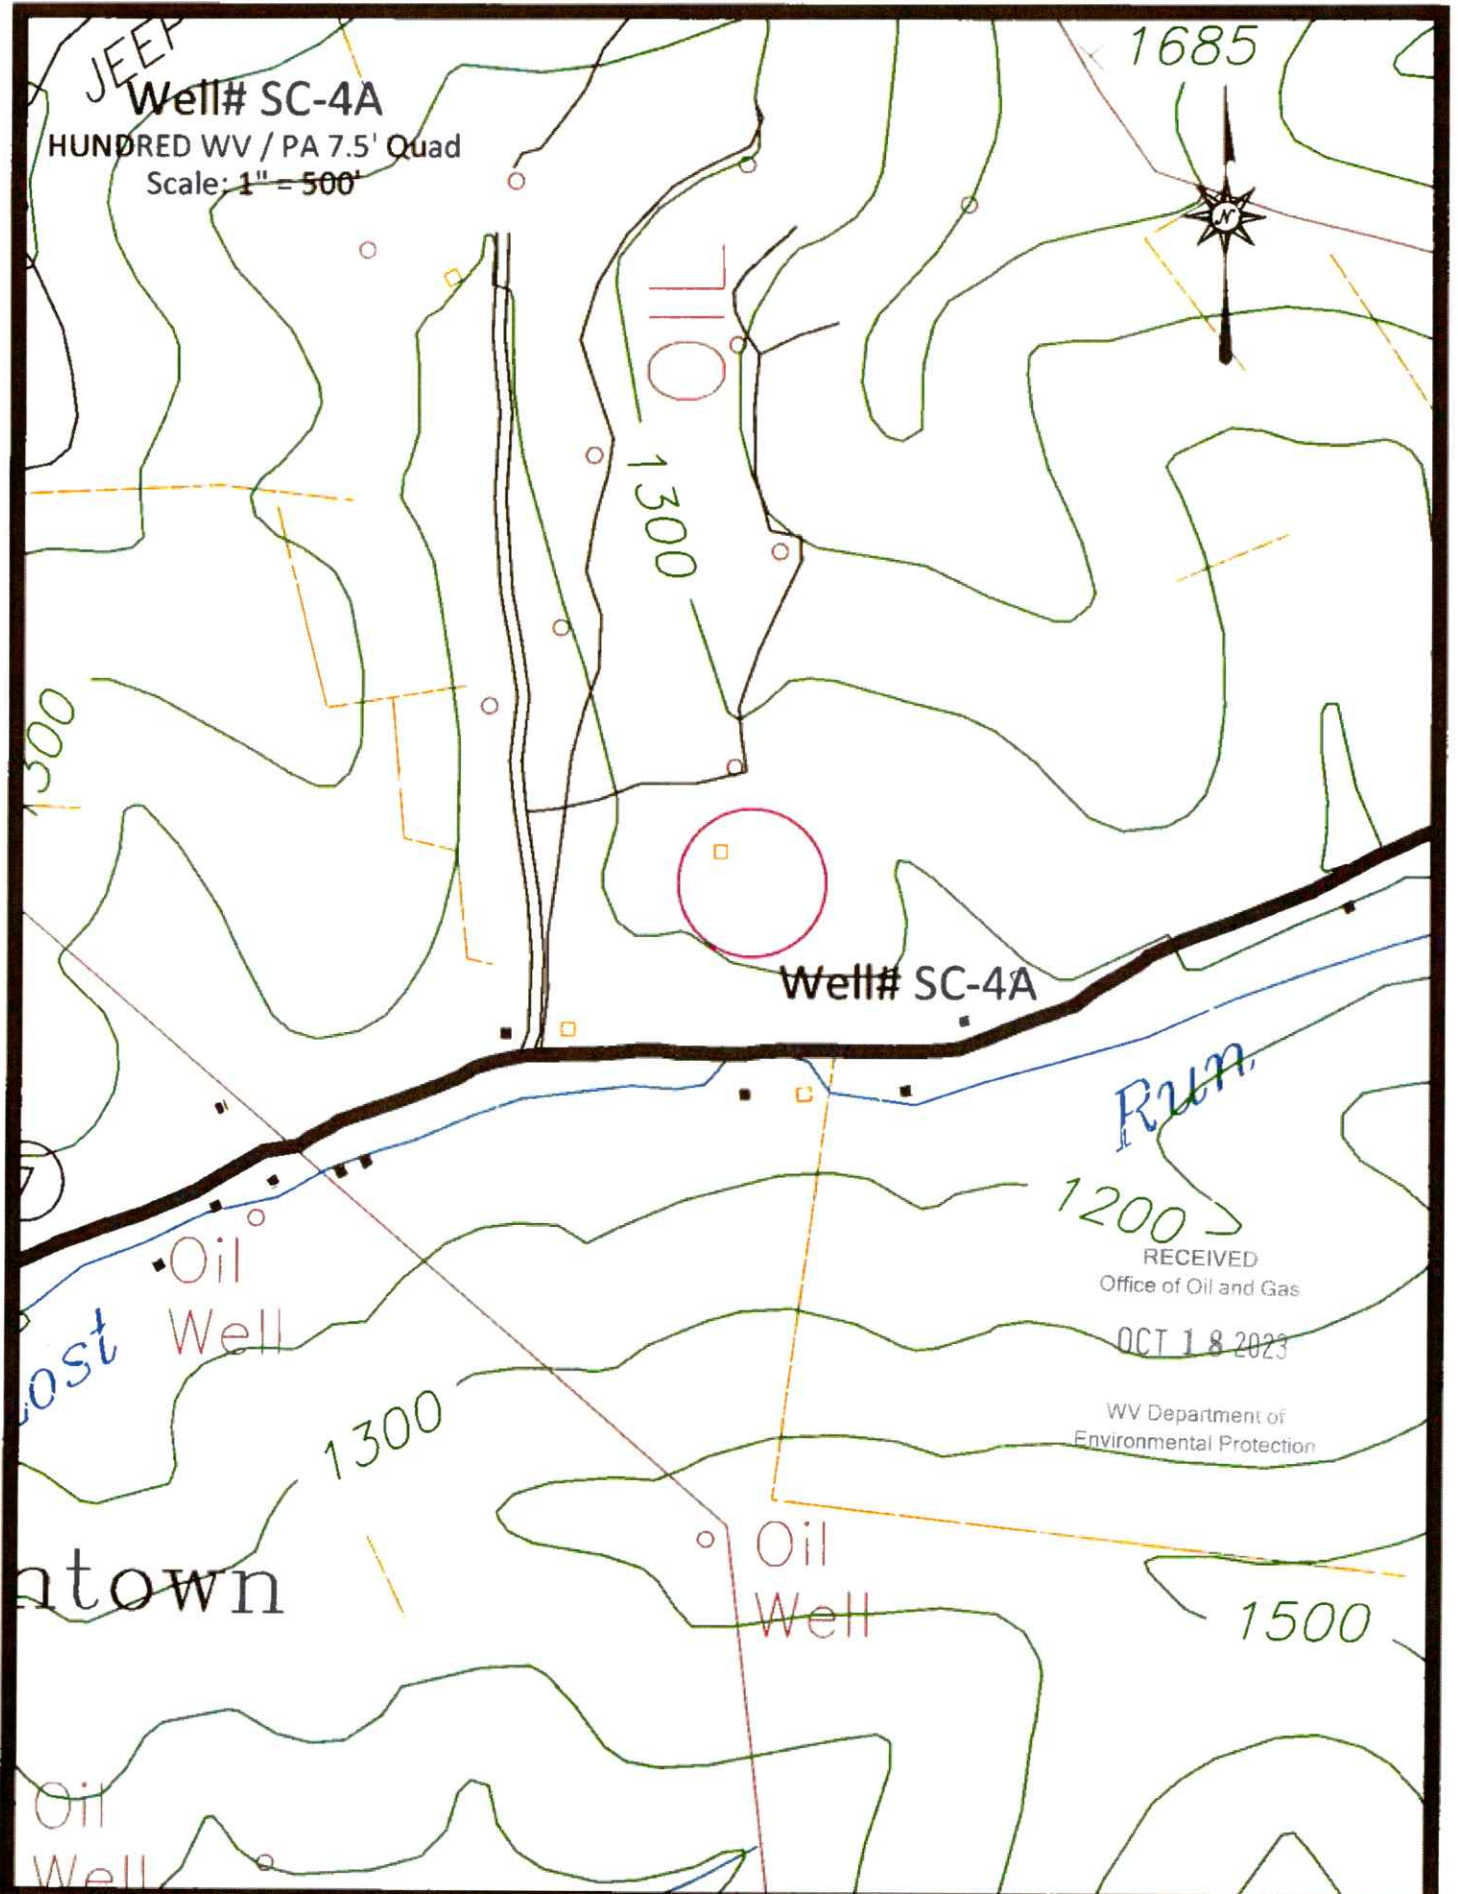 JEEP
1685
Well# SC-4A
HUNDRED WV / PA 7.5' Quad
Scale: 1" = 500'
N
OIL
1300
300
Well# SC-4A
Run
7
1200
RECEIVED
Office of Oil and Gas
OCT 18 2023
WV Department of
Environmental Protection
Oil
Well
ost
1300
ntown
Oil
Well
1500
Oil
Well